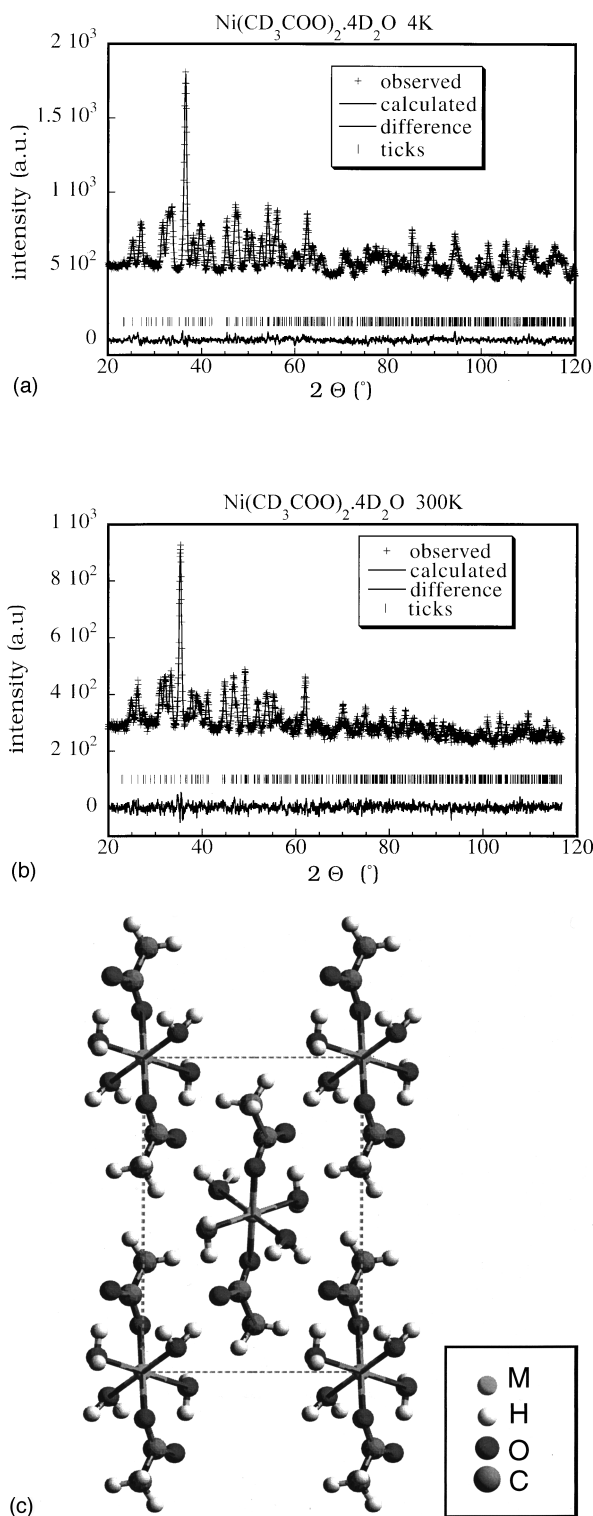 Ni(CD₃COO)₂.4D₂O 4K
2 10³
1.5 10³
1 10³
5 10²
0
intensity (a.u.)
observed
calculated
difference
ticks
20 40 60 80 100 120
2 Θ (°)
(a)
Ni(CD₃COO)₂.4D₂O 300K
1 10³
8 10²
6 10²
4 10²
2 10²
0
intensity (a.u)
observed
calculated
difference
ticks
20 40 60 80 100 120
2 Θ (°)
(b)
M
H
O
C
(c)